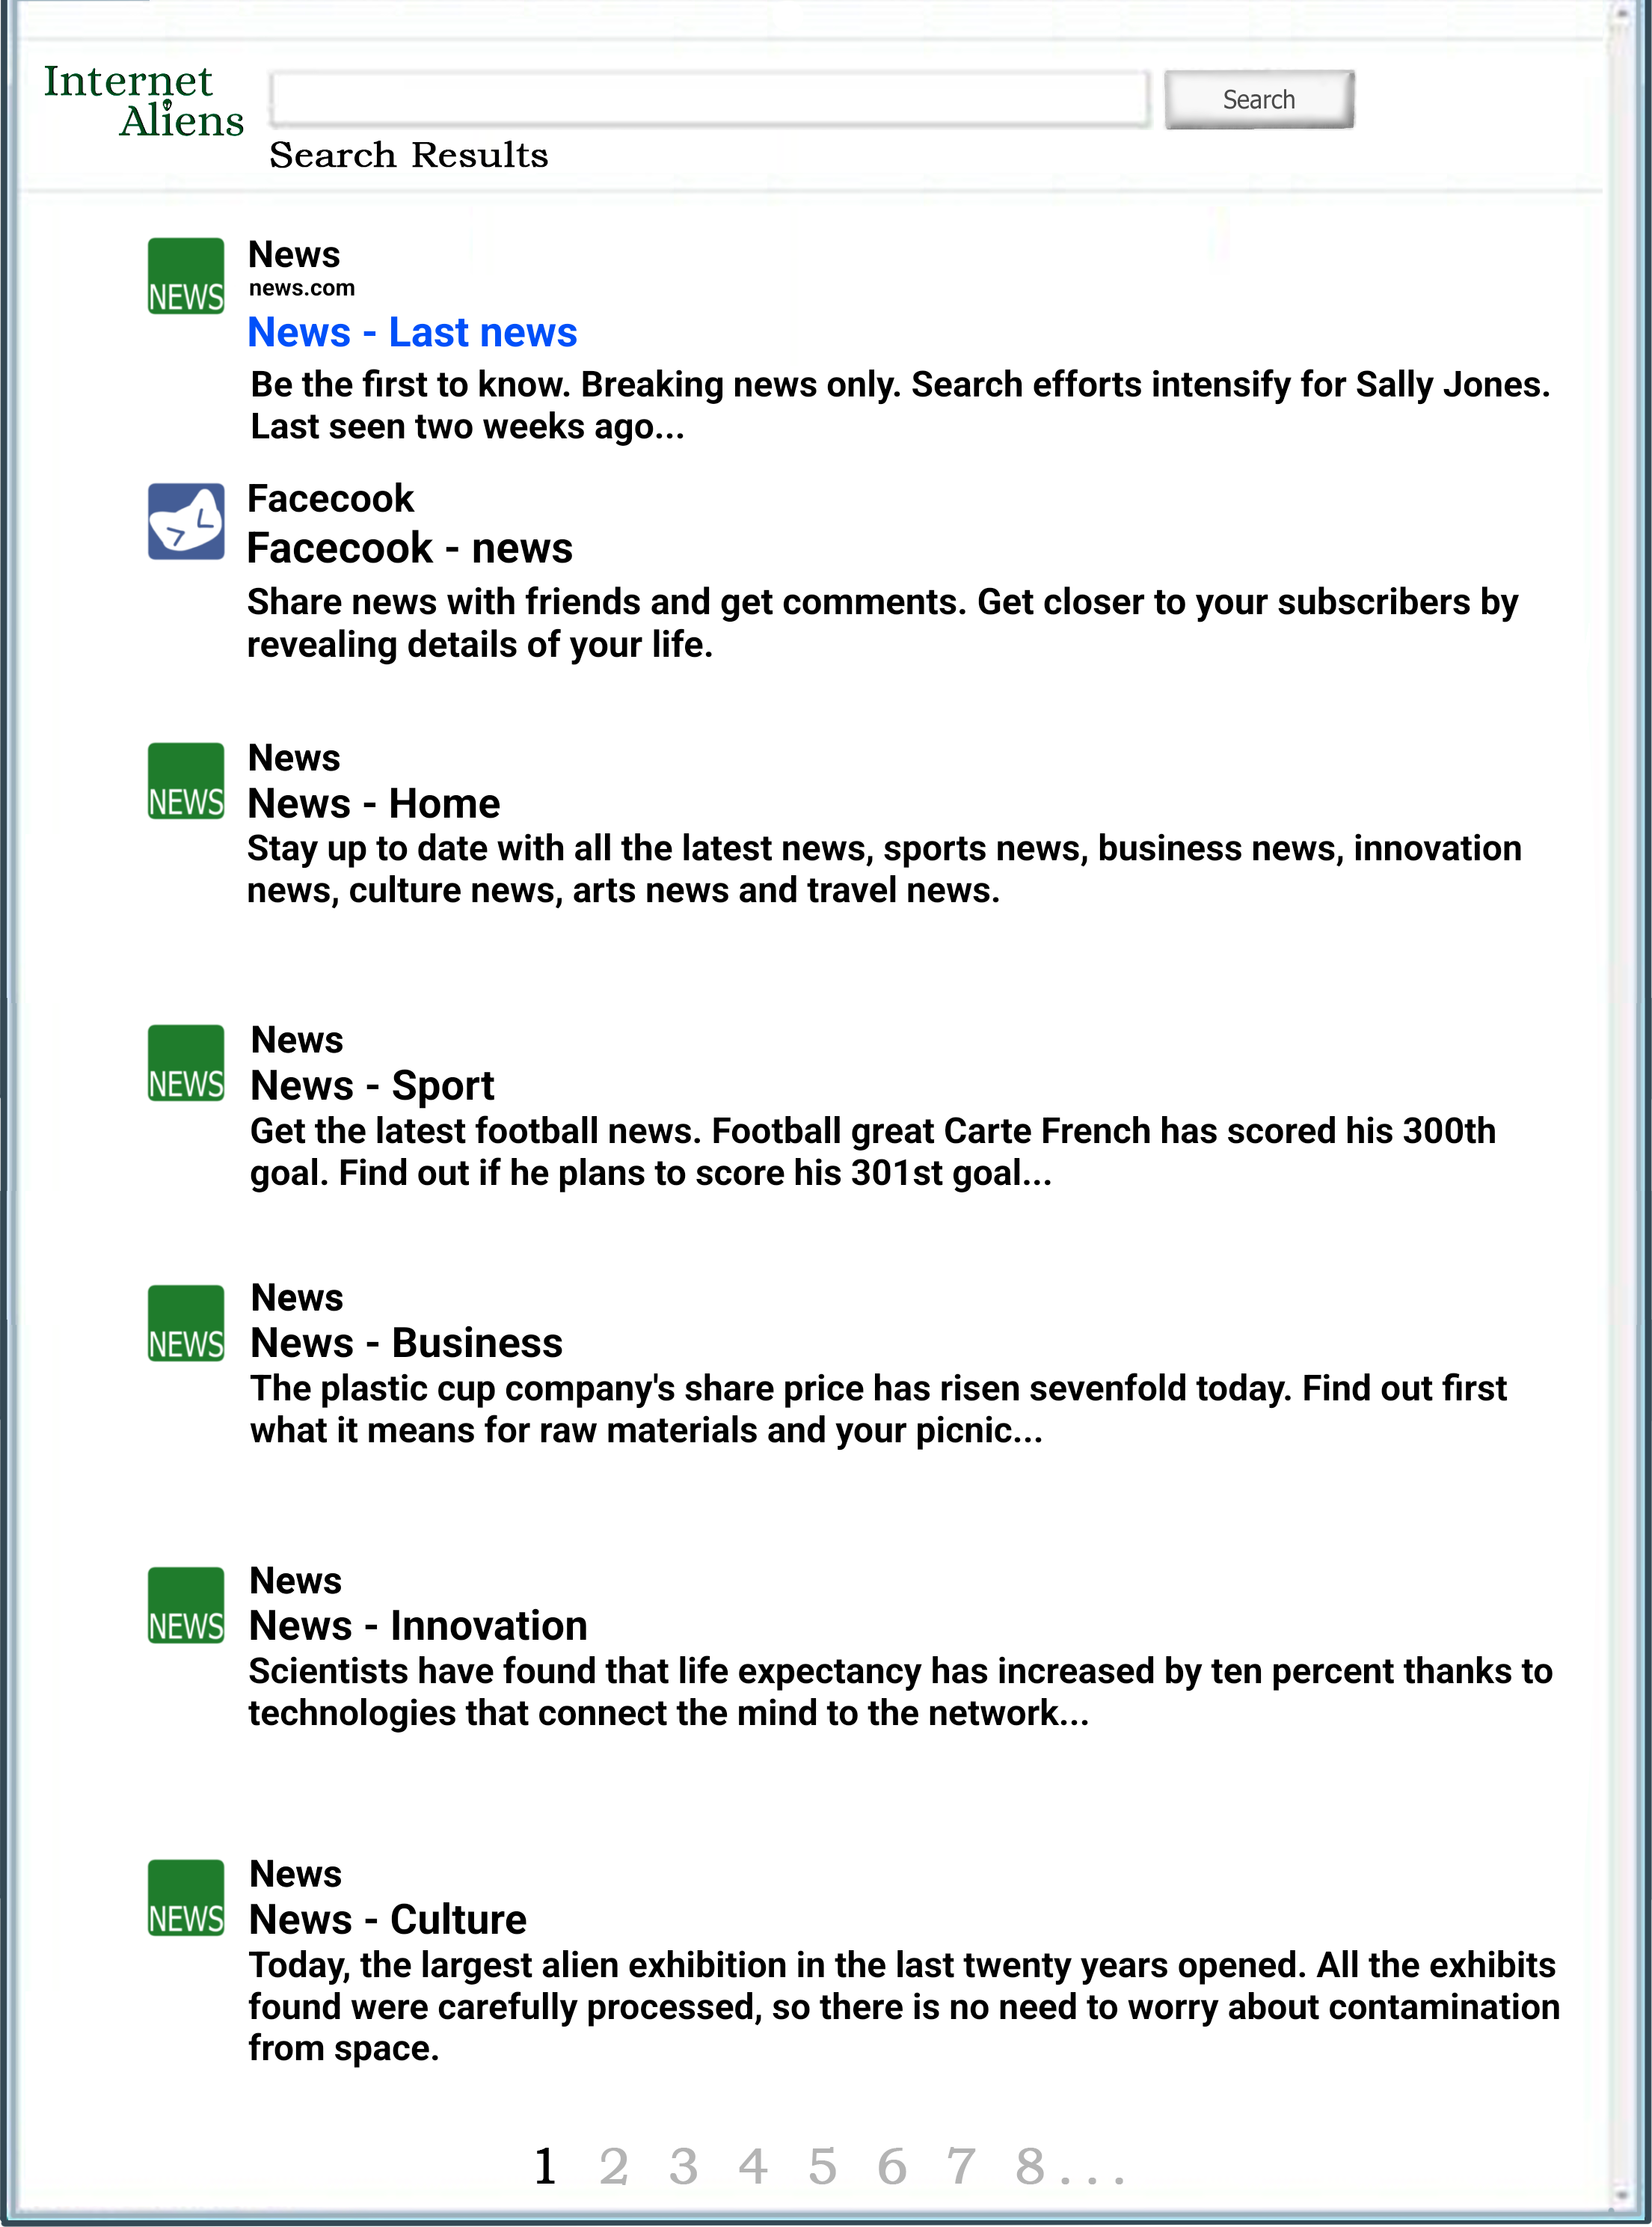 Internet
Aliens
Search
Search Results
NEWS
News
news.com
News - Last news
Be the first to know. Breaking news only. Search efforts intensify for Sally Jones.
Last seen two weeks ago...
Facecook
Facecook - news
Share news with friends and get comments. Get closer to your subscribers by
revealing details of your life.
NEWS
News
News - Home
Stay up to date with all the latest news, sports news, business news, innovation
news, culture news, arts news and travel news.
NEWS
News
News - Sport
Get the latest football news. Football great Carte French has scored his 300th
goal. Find out if he plans to score his 301st goal...
NEWS
News
News - Business
The plastic cup company's share price has risen sevenfold today. Find out first
what it means for raw materials and your picnic...
NEWS
News
News - Innovation
Scientists have found that life expectancy has increased by ten percent thanks to
technologies that connect the mind to the network...
NEWS
News
News - Culture
Today, the largest alien exhibition in the last twenty years opened. All the exhibits
found were carefully processed, so there is no need to worry about contamination
from space.
1 2 3 4 5 6 7 8...